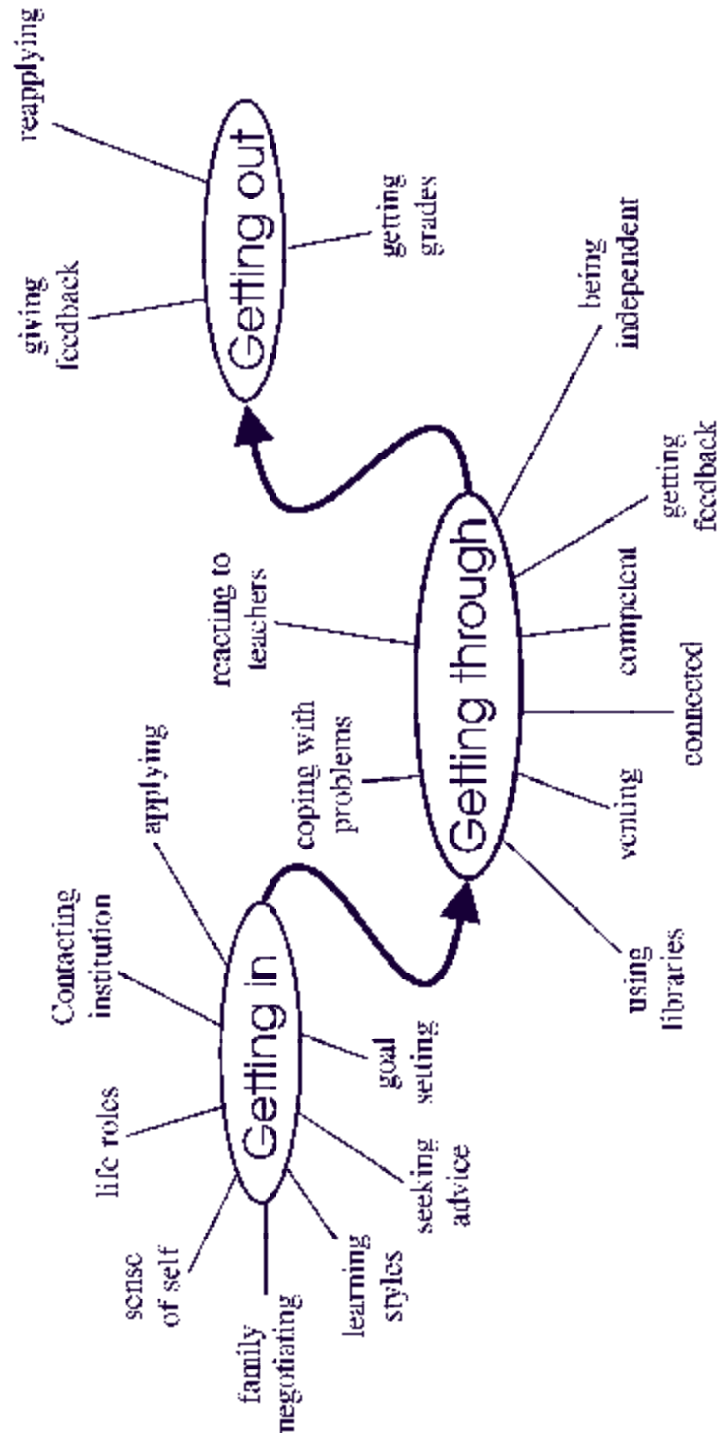 family
negotiating
sense
of self
life roles
Contacting
institution
applying
Getting in
learning
styles
seeking
advice
goal
setting
coping with
problems
reacting to
teachers
Getting through
using
libraries
venting
connected
competent
getting
feedback
being
independent
giving
feedback
reapplying
Getting out
getting
grades